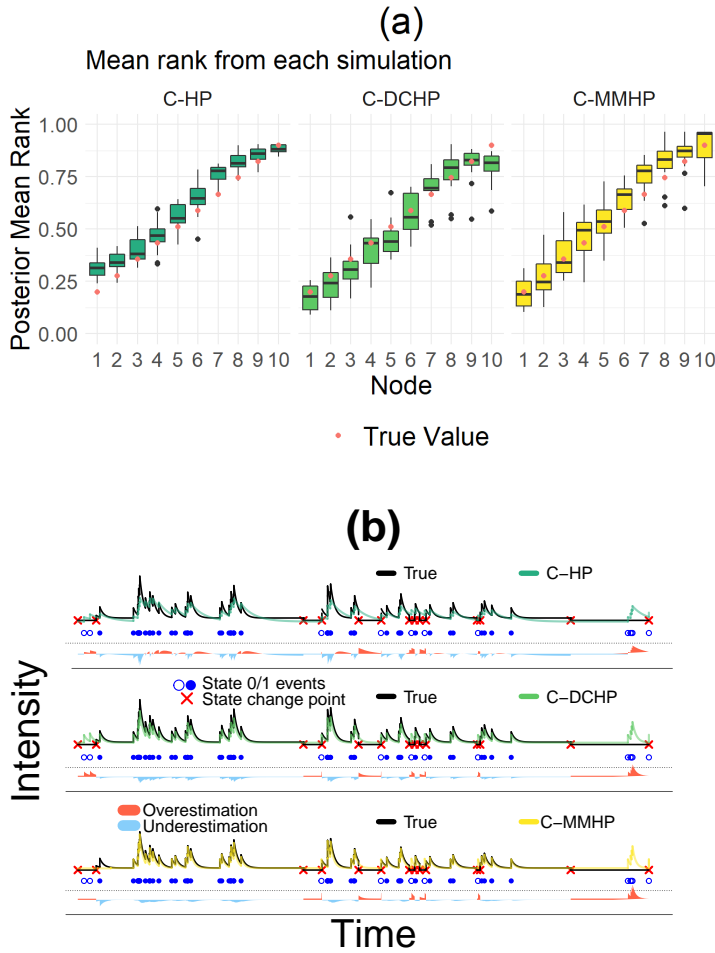 (a)
Mean rank from each simulation
C-HP C-DCHP C-MMHP
Posterior Mean Rank
1.00
0.75
0.50
0.25
0.00
1 2 3 4 5 6 7 8 9 10 1 2 3 4 5 6 7 8 9 10 1 2 3 4 5 6 7 8 9 10
Node
True Value
(b)
True C−HP
Intensity
State 0/1 events
State change point
True C−DCHP
Overestimation
Underestimation
True C−MMHP
Time